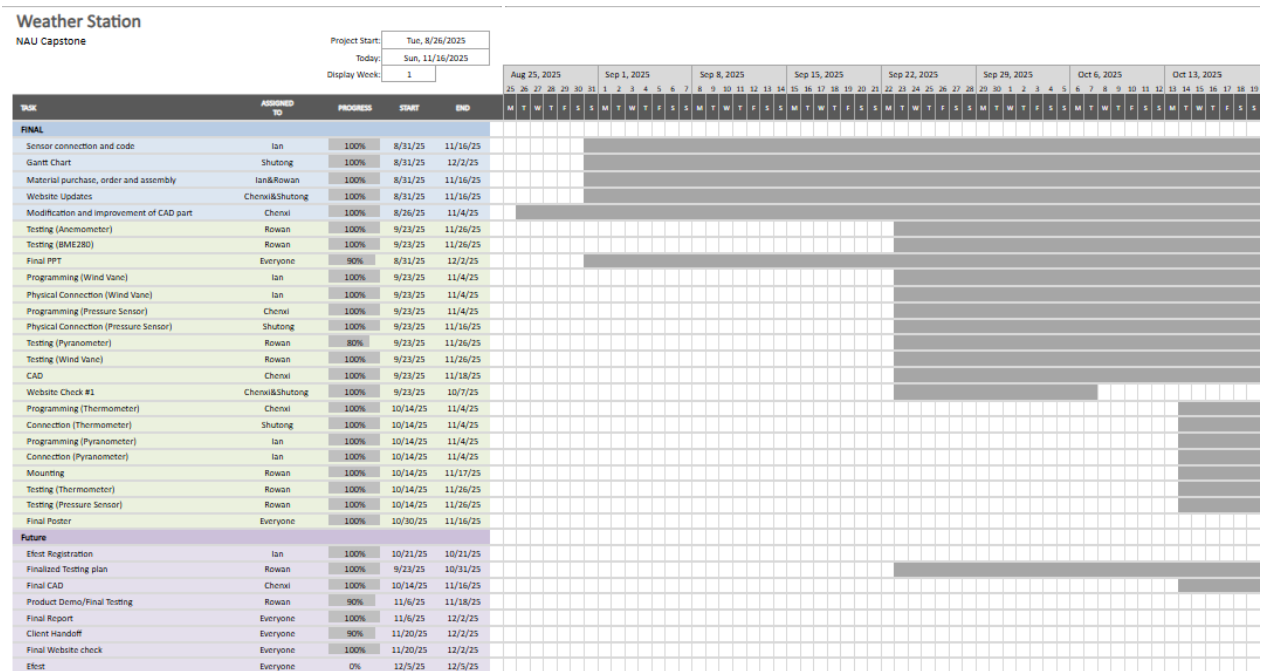 Weather Station
NAU Capstone
Project Start: Tue, 8/26/2025
Today: Sun, 11/16/2025
Display Week: 1
Aug 25, 2025 Sep 1, 2025 Sep 8, 2025 Sep 15, 2025 Sep 22, 2025 Sep 29, 2025 Oct 6, 2025 Oct 13, 2025
25 26 27 28 29 30 31 1 2 3 4 5 6 7 8 9 10 11 12 13 14 15 16 17 18 19 20 21 22 23 24 25 26 27 28 29 30 1 2 3 4 5 6 7 8 9 10 11 12 13 14 15 16 17 18 19
TASK ASSIGNED TO PROGRESS START END M T W T F S S M T W T F S S M T W T F S S M T W T F S S M T W T F S S M T W T F S S M T W T F S S M T W T F S S
FINAL
Sensor connection and code Ian 100% 8/31/25 11/16/25
Gantt Chart Shutong 100% 8/31/25 12/2/25
Material purchase, order and assembly Ian&Rowan 100% 8/31/25 11/16/25
Website Updates Chenxi&Shutong 100% 8/31/25 11/16/25
Modification and improvement of CAD part Chenxi 100% 8/26/25 11/4/25
Testing (Anemometer) Rowan 100% 9/23/25 11/26/25
Testing (BME280) Rowan 100% 9/23/25 11/26/25
Final PPT Everyone 90% 8/31/25 12/2/25
Programming (Wind Vane) Ian 100% 9/23/25 11/4/25
Physical Connection (Wind Vane) Ian 100% 9/23/25 11/4/25
Programming (Pressure Sensor) Chenxi 100% 9/23/25 11/4/25
Physical Connection (Pressure Sensor) Shutong 100% 9/23/25 11/16/25
Testing (Pyranometer) Rowan 80% 9/23/25 11/26/25
Testing (Wind Vane) Rowan 100% 9/23/25 11/26/25
CAD Chenxi 100% 9/23/25 11/18/25
Website Check #1 Chenxi&Shutong 100% 9/23/25 10/7/25
Programming (Thermometer) Chenxi 100% 10/14/25 11/4/25
Connection (Thermometer) Shutong 100% 10/14/25 11/4/25
Programming (Pyranometer) Ian 100% 10/14/25 11/4/25
Connection (Pyranometer) Ian 100% 10/14/25 11/4/25
Mounting Rowan 100% 10/14/25 11/17/25
Testing (Thermometer) Rowan 100% 10/14/25 11/26/25
Testing (Pressure Sensor) Rowan 100% 10/14/25 11/26/25
Final Poster Everyone 100% 10/30/25 11/16/25
Future
Efest Registration Ian 100% 10/21/25 10/21/25
Finalized Testing plan Rowan 100% 9/23/25 10/31/25
Final CAD Chenxi 100% 10/14/25 11/16/25
Product Demo/Final Testing Rowan 90% 11/6/25 11/18/25
Final Report Everyone 100% 11/6/25 12/2/25
Client Handoff Everyone 90% 11/20/25 12/2/25
Final Website check Everyone 100% 11/20/25 12/2/25
Efest Everyone 0% 12/5/25 12/5/25